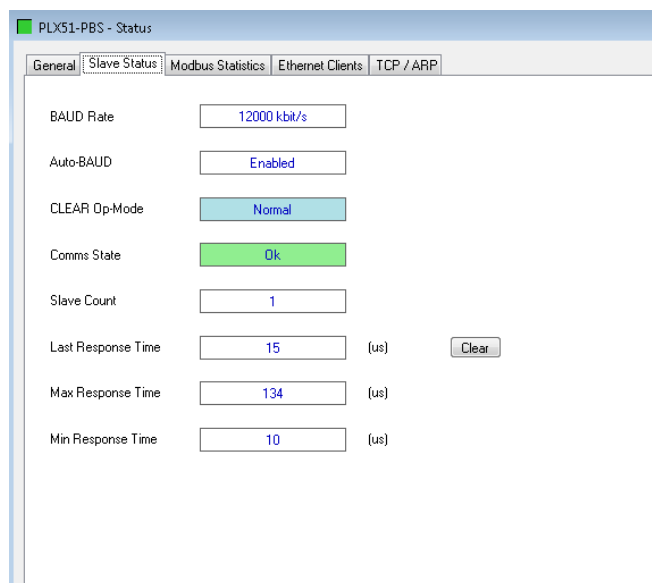 PLX51-PBS - Status
General Slave Status Modbus Statistics Ethernet Clients TCP / ARP
BAUD Rate 12000 kbit/s
Auto-BAUD Enabled
CLEAR Op-Mode Normal
Comms State Ok
Slave Count 1
Last Response Time 15 (us) Clear
Max Response Time 134 (us)
Min Response Time 10 (us)